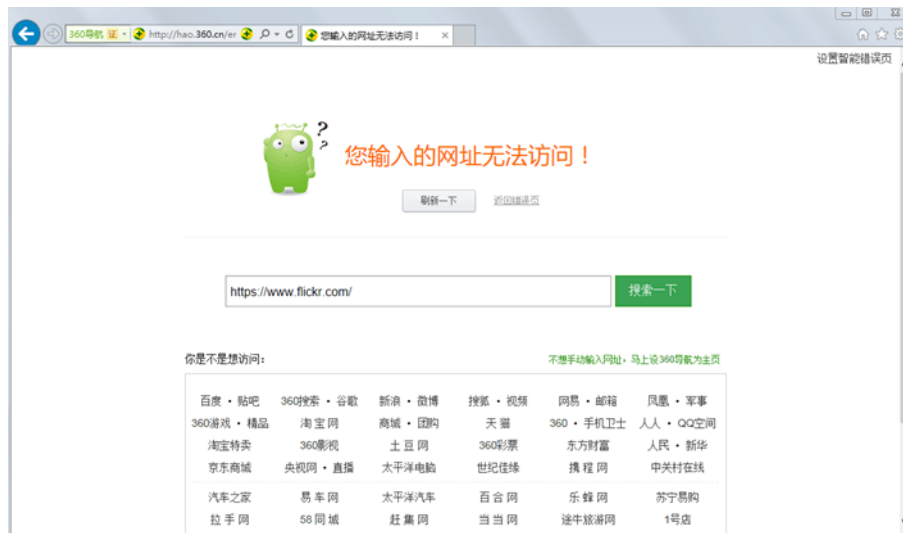 360导航 证 http://hao.360.cn/er 您输入的网址无法访问!
设置智能错误页
? ?
您输入的网址无法访问!
刷新一下 返回错误页
https://www.flickr.com/ 搜索一下
你是不是想访问: 不想手动输入网址,马上设360导航为主页
百度 · 贴吧 360搜索 · 谷歌 新浪 · 微博 搜狐 · 视频 网易 · 邮箱 凤凰 · 军事
360游戏 · 精品 淘宝网 商城 · 团购 天猫 360 · 手机卫士 人人 · QQ空间
淘宝特卖 360影视 土豆网 360彩票 东方财富 人民 · 新华
京东商城 央视网 · 直播 太平洋电脑 世纪佳缘 携程网 中关村在线
汽车之家 易车网 太平洋汽车 百合网 乐蜂网 苏宁易购
拉手网 58同城 赶集网 当当网 途牛旅游网 1号店